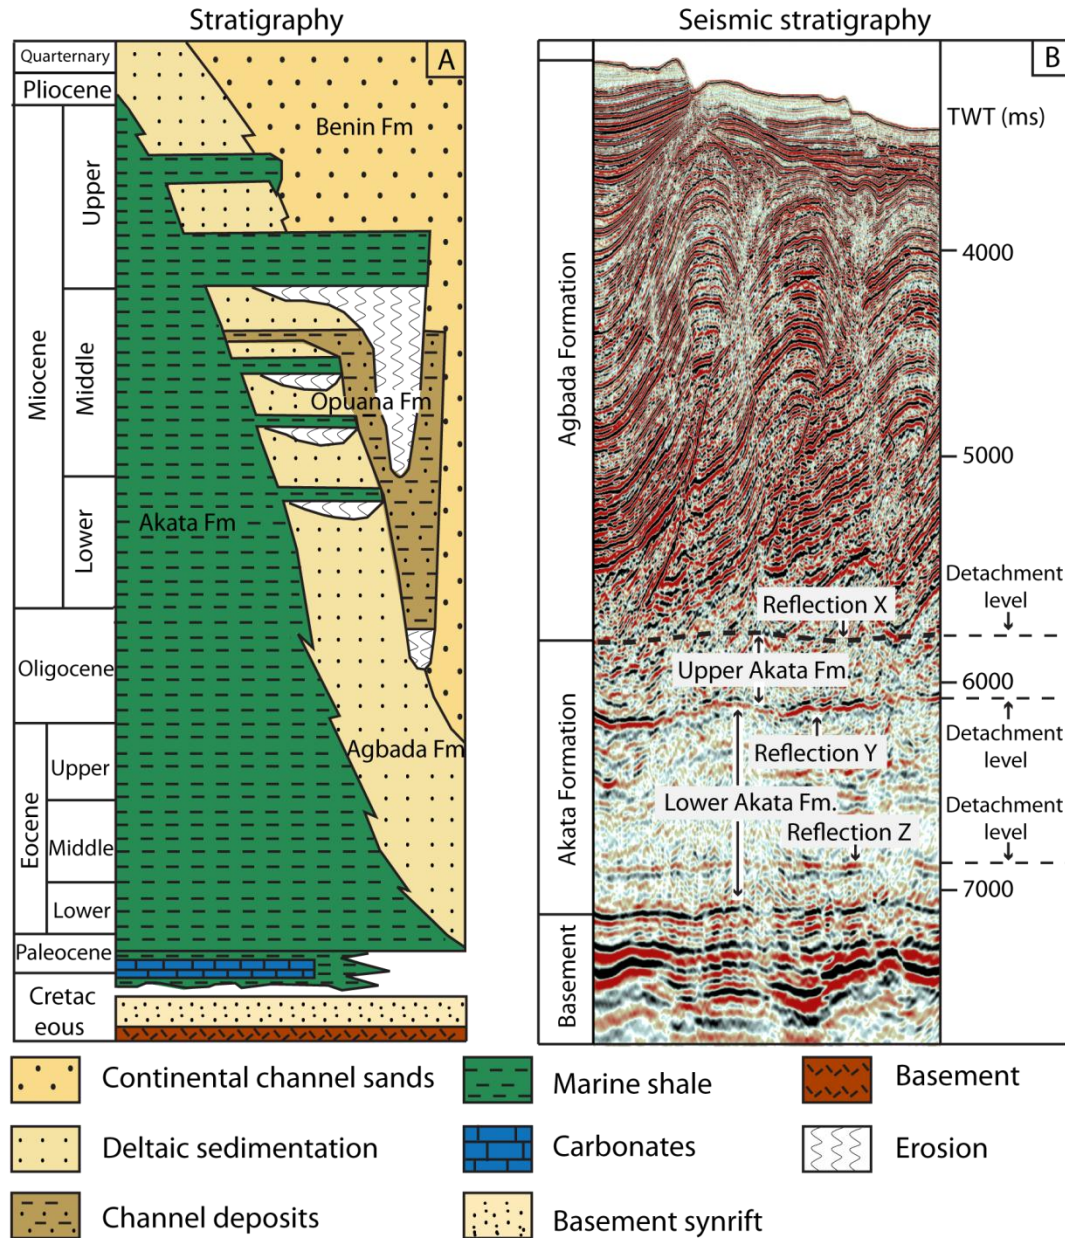 Stratigraphy
Seismic stratigraphy
A
Quarternary
Pliocene
Miocene
Upper
Middle
Lower
Oligocene
Eocene
Upper
Middle
Lower
Paleocene
Cretac
eous
Benin Fm
Opuana Fm
Akata Fm
Agbada Fm
B
TWT (ms)
Agbada Formation
Akata Formation
Basement
4000
5000
Detachment
level
Reflection X
Upper Akata Fm.
6000
Reflection Y
Detachment
level
Lower Akata Fm.
Reflection Z
Detachment
level
7000
Continental channel sands
Marine shale
Basement
Deltaic sedimentation
Carbonates
Erosion
Channel deposits
Basement synrift